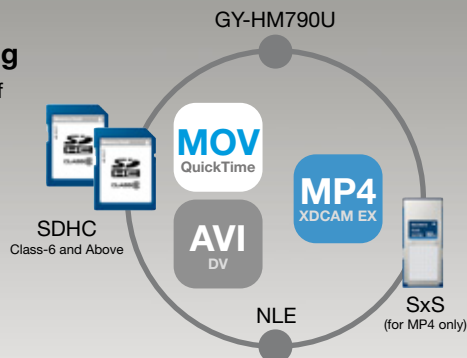 GY-HM790U
g
f
SDHC
Class-6 and Above
MOV
QuickTime
AVI
DV
MP4
XDCAM EX
SxS
(for MP4 only)
NLE